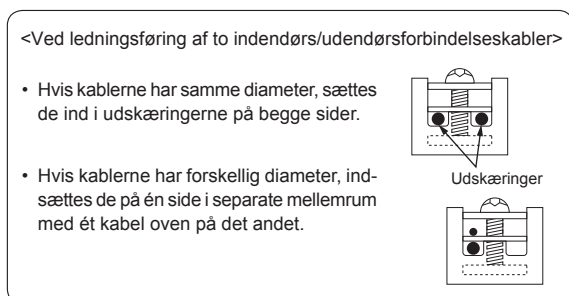 <Ved ledningsføring af to indendørs/udendørsforbindelseskabler>
• Hvis kablerne har samme diameter, sættes
de ind i udskæringerne på begge sider.
Udskæringer
• Hvis kablerne har forskellig diameter, ind-
sættes de på én side i separate mellemrum
med ét kabel oven på det andet.